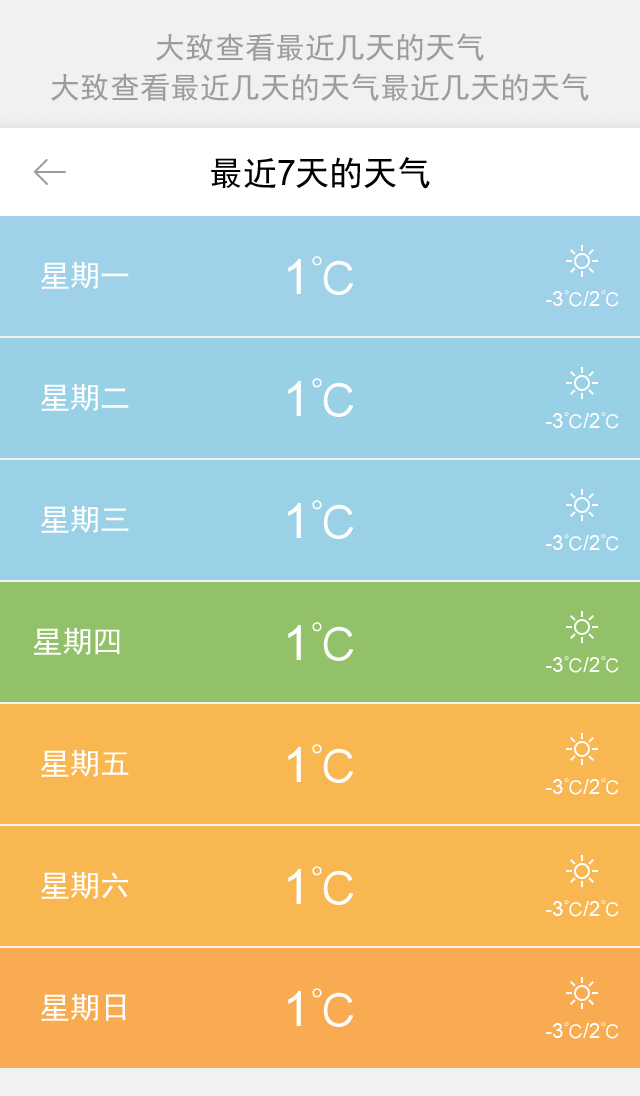 大致查看最近几天的天气
大致查看最近几天的天气最近几天的天气
最近7天的天气
星期一
1℃
-3℃/2℃
星期二
1℃
-3℃/2℃
星期三
1℃
-3℃/2℃
星期四
1℃
-3℃/2℃
星期五
1℃
-3℃/2℃
星期六
1℃
-3℃/2℃
星期日
1℃
-3℃/2℃